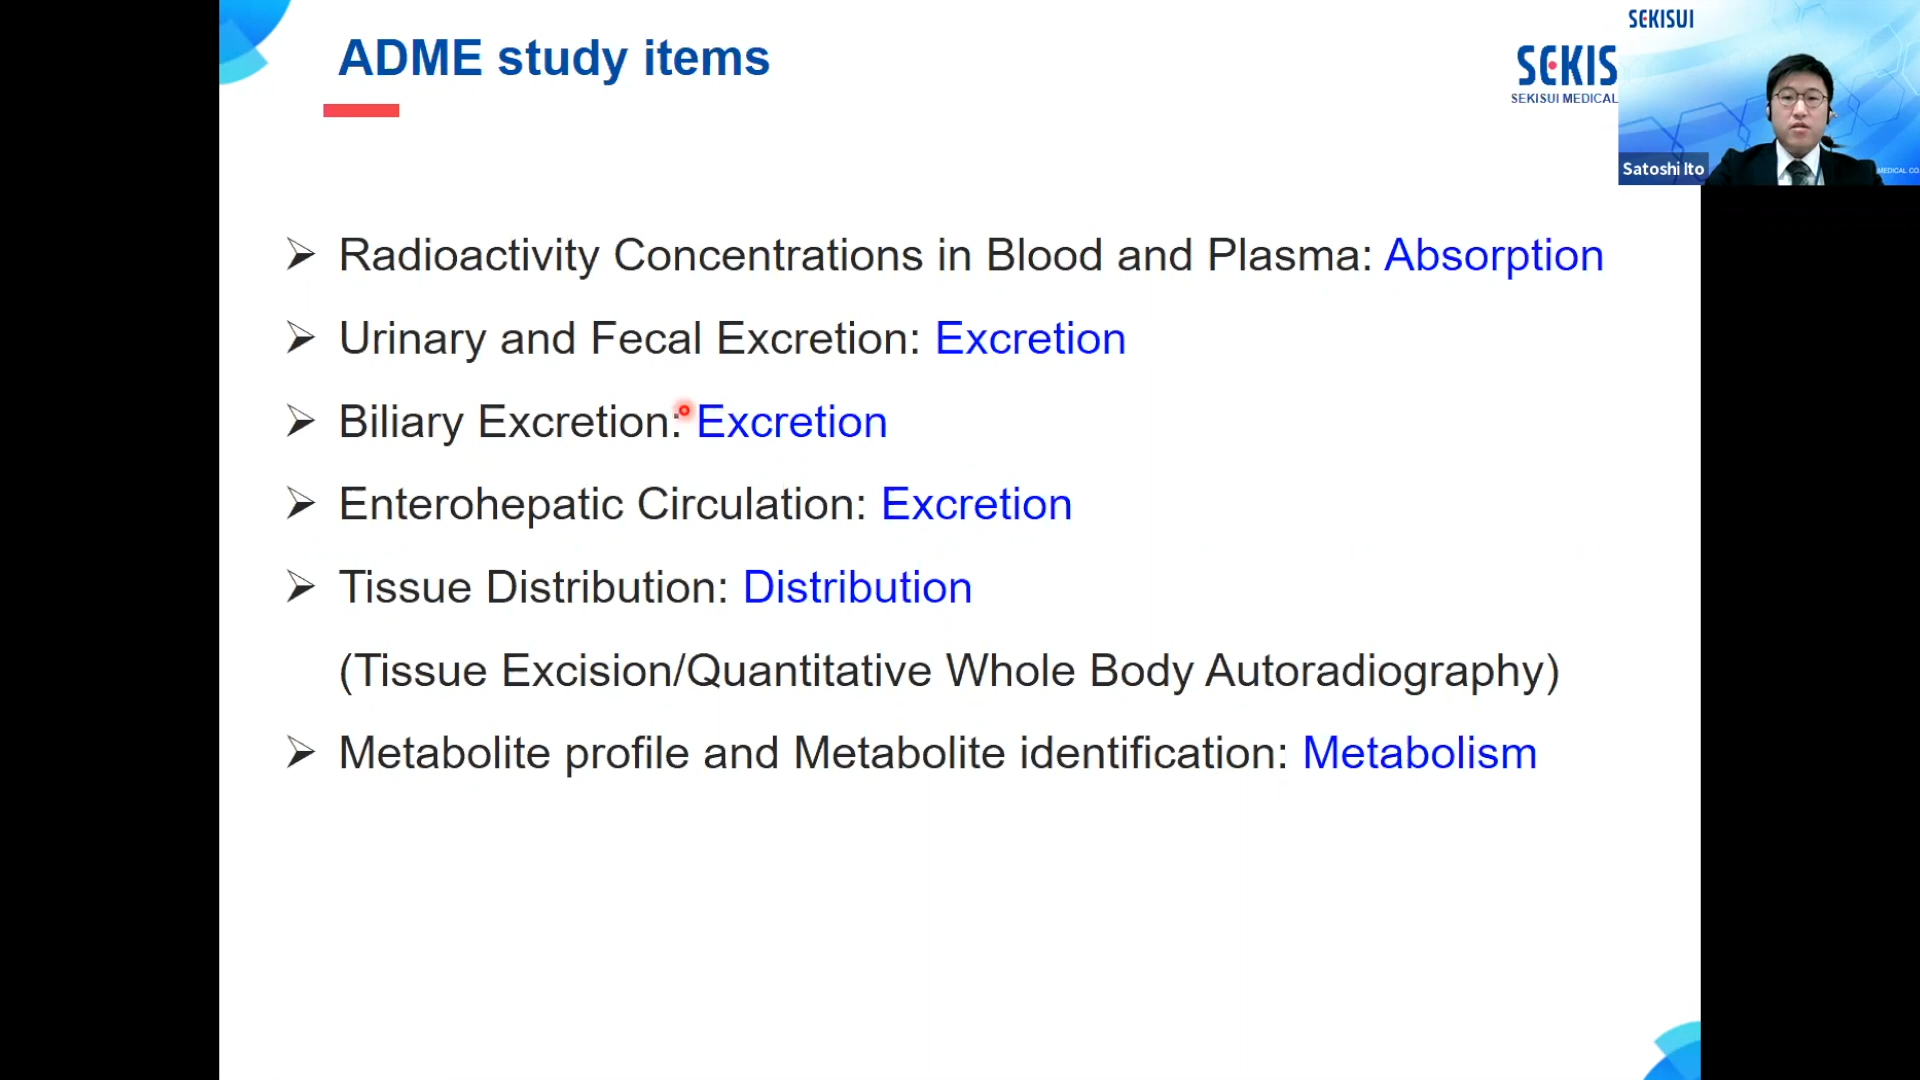 ADME study items
SEKISUI
SEKIS
SEKISUI MEDICAL
Satoshi Ito
MEDICAL CO.
Radioactivity Concentrations in Blood and Plasma: Absorption
Urinary and Fecal Excretion: Excretion
Biliary Excretion: Excretion
Enterohepatic Circulation: Excretion
Tissue Distribution: Distribution
(Tissue Excision/Quantitative Whole Body Autoradiography)
Metabolite profile and Metabolite identification: Metabolism